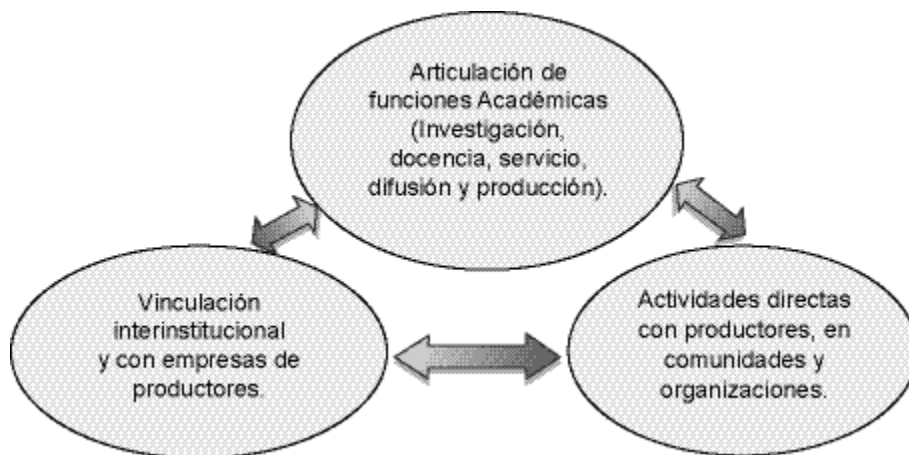 Articulación de
funciones Académicas
(Investigación,
docencia, servicio,
difusión y producción).
Vinculación
interinstitucional
y con empresas de
productores.
Actividades directas
con productores, en
comunidades y
organizaciones.